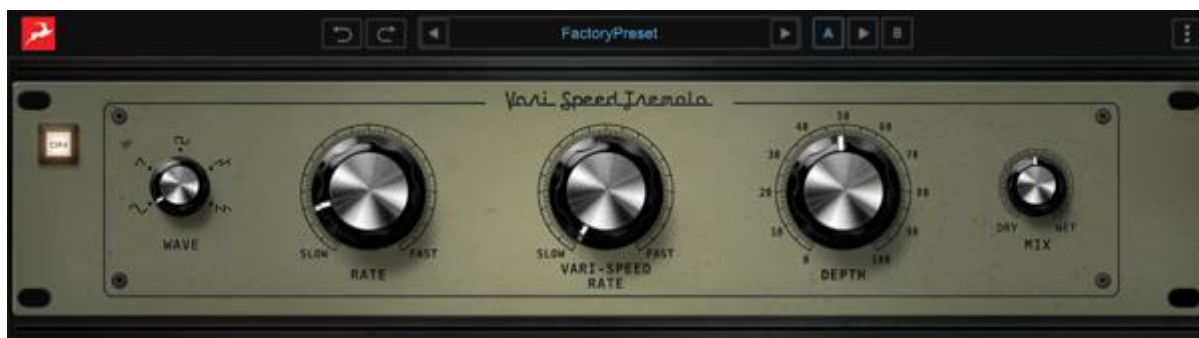 FactoryPreset
A
B
Vari Speed Tremolo
ON
WAVE
SLOW
FAST
RATE
SLOW
FAST
VARI-SPEED
RATE
0
10
20
30
40
50
60
70
80
90
100
DEPTH
DRY
WET
MIX